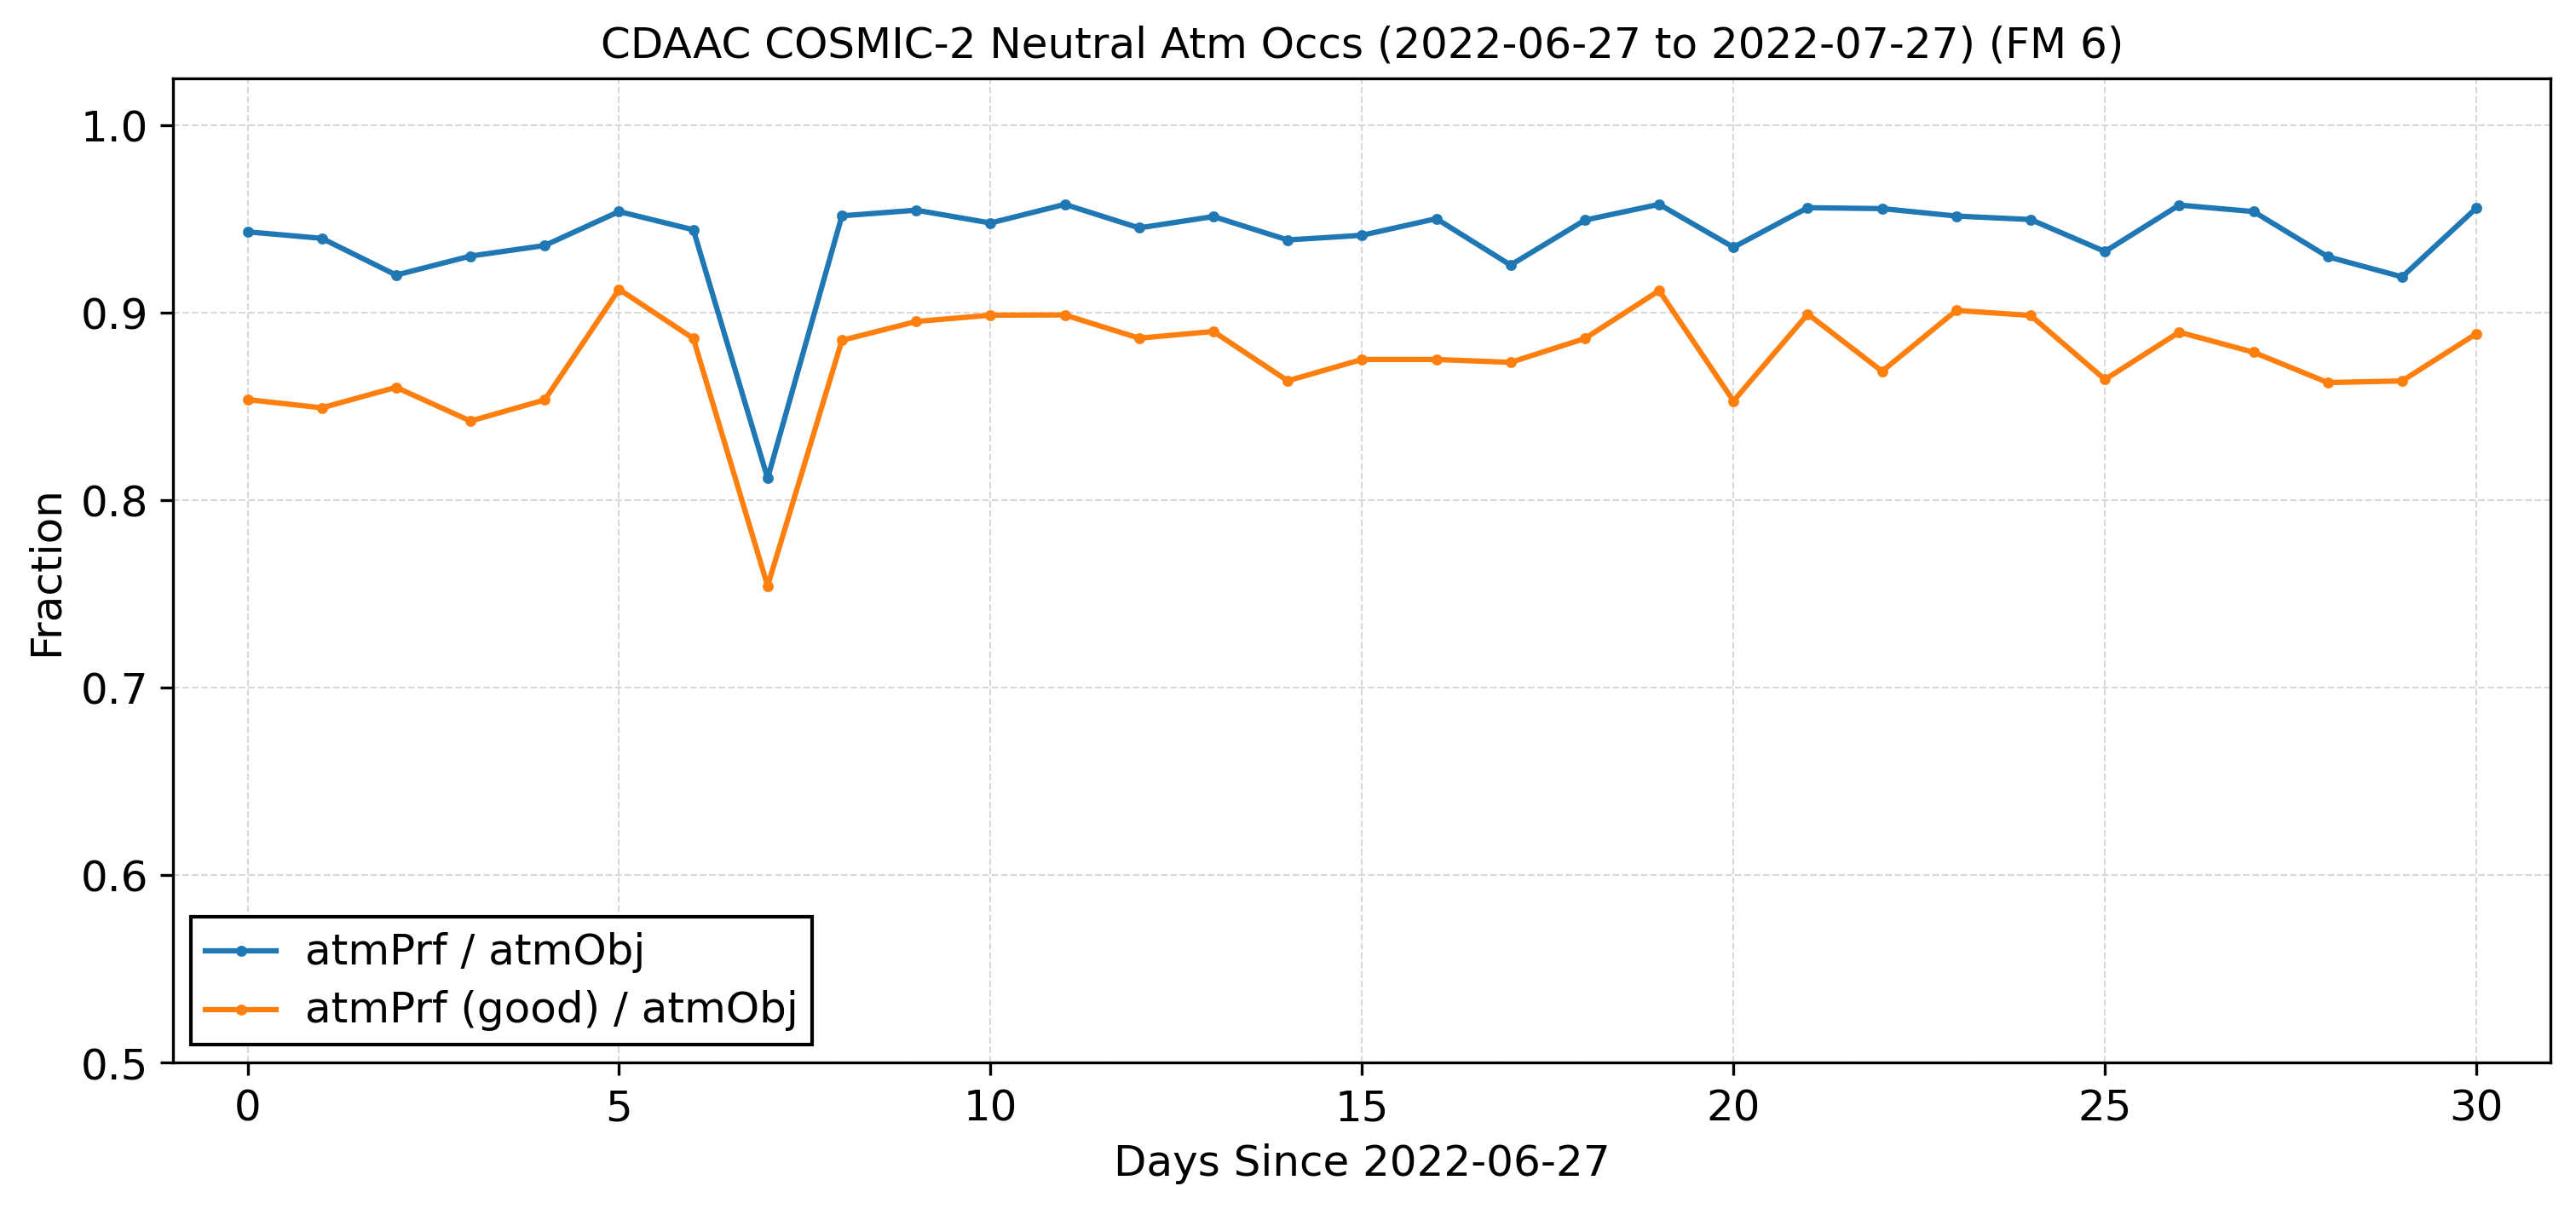 CDAAC COSMIC-2 Neutral Atm Occs (2022-06-27 to 2022-07-27) (FM 6)
1.0
0.9
0.8
0.7
0.6
0.5
Fraction
atmPrf / atmObj
atmPrf (good) / atmObj
0 5 10 15 20 25 30
Days Since 2022-06-27